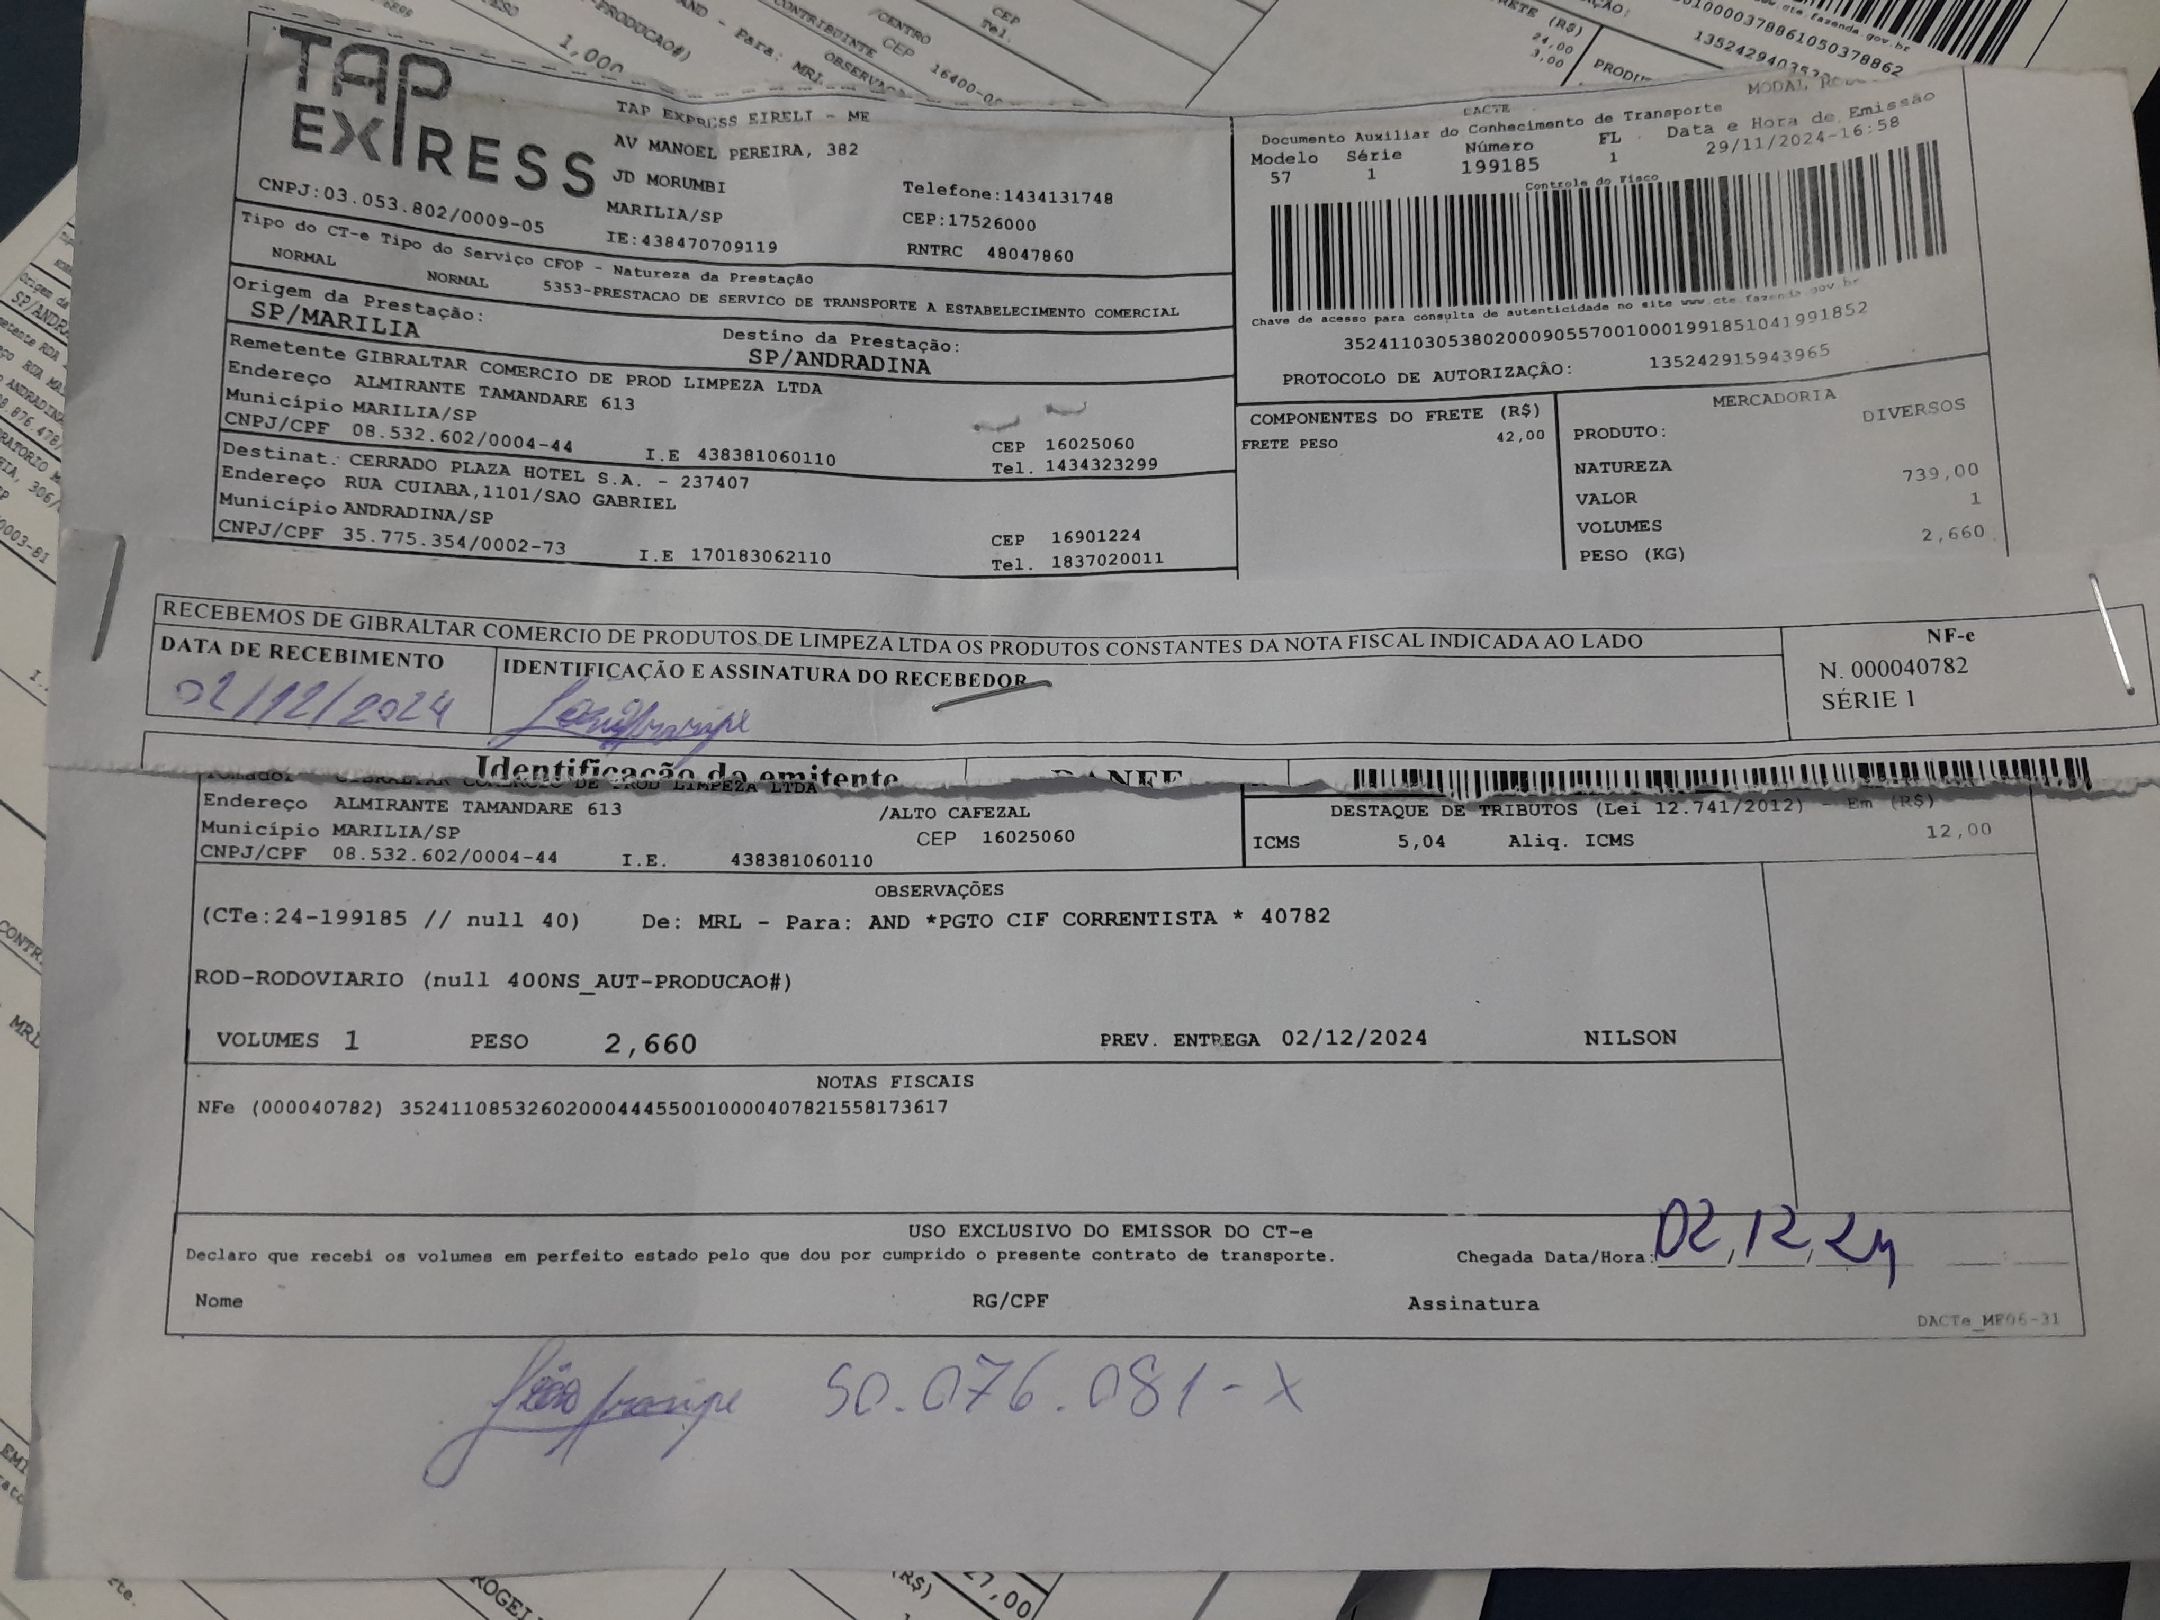 TAP
EXPRESS
CNPJ:03.053.802/0009-05
TAP EXPRESS EIRELI - ME
AV MANOEL PEREIRA, 382
JD MORUMBI
MARILIA/SP
IE:438470709119
Telefone:1434131748
CEP:17526000
RNTRC 48047860
DACTE
MODAL
Documento Auxiliar do Conhecimento de Transporte
Modelo Série Número FL Data e Hora de Emissão
57 1 199185 1 29/11/2024-16:58
Controle do Fisco
Chave de acesso para consulta de autenticidade no site www.cte.fazenda.gov.br
35241103053802000905570010001991851041991852
PROTOCOLO DE AUTORIZAÇÃO: 135242915943965
Tipo do CT-e Tipo do Serviço CFOP - Natureza da Prestação
NORMAL NORMAL 5353-PRESTACAO DE SERVICO DE TRANSPORTE A ESTABELECIMENTO COMERCIAL
Origem da Prestação: Destino da Prestação:
SP/MARILIA SP/ANDRADINA
Remetente GIBRALTAR COMERCIO DE PROD LIMPEZA LTDA
Endereço ALMIRANTE TAMANDARE 613
Município MARILIA/SP CEP 16025060
CNPJ/CPF 08.532.602/0004-44 I.E 438381060110 Tel. 1434323299
Destinat. CERRADO PLAZA HOTEL S.A. - 237407
Endereço RUA CUIABA,1101/SAO GABRIEL
Município ANDRADINA/SP CEP 16901224
CNPJ/CPF 35.775.354/0002-73 I.E 170183062110 Tel. 1837020011
COMPONENTES DO FRETE (R$)
FRETE PESO 42,00
MERCADORIA
PRODUTO: DIVERSOS
NATUREZA
VALOR 739,00
VOLUMES 1
PESO (KG) 2,660
RECEBEMOS DE GIBRALTAR COMERCIO DE PRODUTOS DE LIMPEZA LTDA OS PRODUTOS CONSTANTES DA NOTA FISCAL INDICADA AO LADO
DATA DE RECEBIMENTO
02/12/2024
IDENTIFICAÇÃO E ASSINATURA DO RECEBEDOR
NF-e
N. 000040782
SÉRIE 1
Identificação do emitente DANFE
Tomador GIBRALTAR COMERCIO DE PROD LIMPEZA LTDA
Endereço ALMIRANTE TAMANDARE 613 /ALTO CAFEZAL
Município MARILIA/SP CEP 16025060
CNPJ/CPF 08.532.602/0004-44 I.E. 438381060110
DESTAQUE DE TRIBUTOS (Lei 12.741/2012) - Em (R$)
ICMS 5,04 Aliq. ICMS 12,00
OBSERVAÇÕES
(CTe:24-199185 // null 40) De: MRL - Para: AND *PGTO CIF CORRENTISTA * 40782
ROD-RODOVIARIO (null 400NS_AUT-PRODUCAO#)
VOLUMES 1 PESO 2,660 PREV. ENTREGA 02/12/2024 NILSON
NOTAS FISCAIS
NFe (000040782) 35241108532602000444550010000407821558173617
USO EXCLUSIVO DO EMISSOR DO CT-e
Declaro que recebi os volumes em perfeito estado pelo que dou por cumprido o presente contrato de transporte. Chegada Data/Hora: 02,12,24
Nome RG/CPF Assinatura
DACTe_MF06-31
50.076.081-X